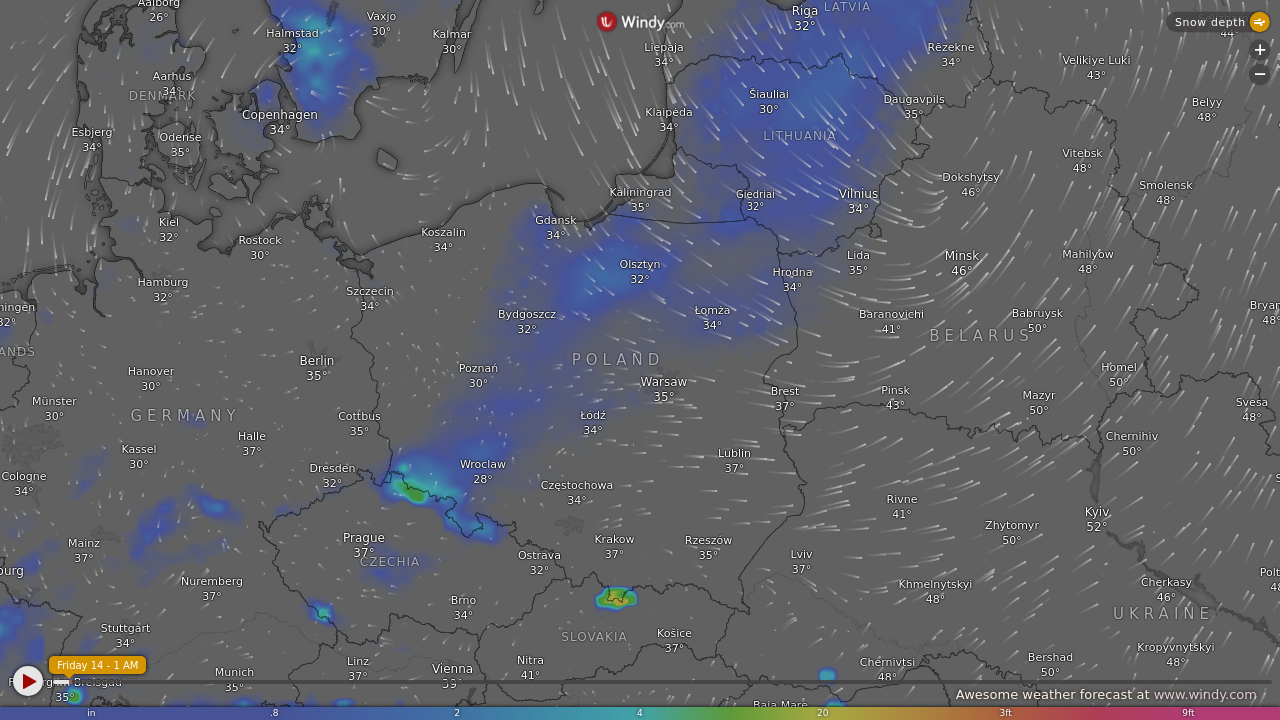 Aalborg
26°
Vaxjo
30°
Halmstad
32°
Kalmar
30°
Windy.com
Riga
32°
LATVIA
Snow depth
44°
Liepaja
34°
Rēzekne
34°
Velikiye Luki
43°
+
−
Aarhus
34°
DENMARK
Šiauliai
30°
Daugavpils
35°
Belyy
48°
Copenhagen
34°
Klaipėda
34°
Esbjerg
34°
Odense
35°
LITHUANIA
Vitebsk
48°
Dokshytsy
46°
Smolensk
48°
Kaliningrad
35°
Giedriai
32°
Vilnius
34°
Kiel
32°
Gdansk
34°
Koszalin
34°
Rostock
30°
Lida
35°
Minsk
46°
Mahilyow
48°
Olsztyn
32°
Hrodna
34°
Hamburg
32°
Szczecin
34°
ningen
32°
Bydgoszcz
32°
Łomża
34°
Baranovichi
41°
Babruysk
50°
Bryan
48°
BELARUS
ANDS
Berlin
35°
POLAND
Hanover
30°
Poznań
30°
Warsaw
35°
Homel
50°
Münster
30°
GERMANY
Brest
37°
Pinsk
43°
Mazyr
50°
Svesa
48°
Cottbus
35°
Łódź
34°
Kassel
30°
Halle
37°
Chernihiv
50°
Cologne
34°
Dresden
32°
Wroclaw
28°
Lublin
37°
Częstochowa
34°
Rivne
41°
Kyiv
52°
Zhytomyr
50°
Mainz
37°
Prague
37°
CZECHIA
Ostrava
32°
Krakow
37°
Rzeszów
35°
Lviv
37°
burg
Nuremberg
37°
Khmelnytskyi
48°
Cherkasy
46°
Polt
48
Brno
34°
UKRAINE
Stuttgart
34°
SLOVAKIA
Košice
37°
Kropyvnytskyi
48°
Friday 14 - 1 AM
Linz
37°
Vienna
39°
Nitra
41°
Chernivtsi
48°
Bershad
50°
Munich
35°
Breisgau
35°
Awesome weather forecast at www.windy.com
Baia Mare
in .8 2 4 20 3ft 9ft